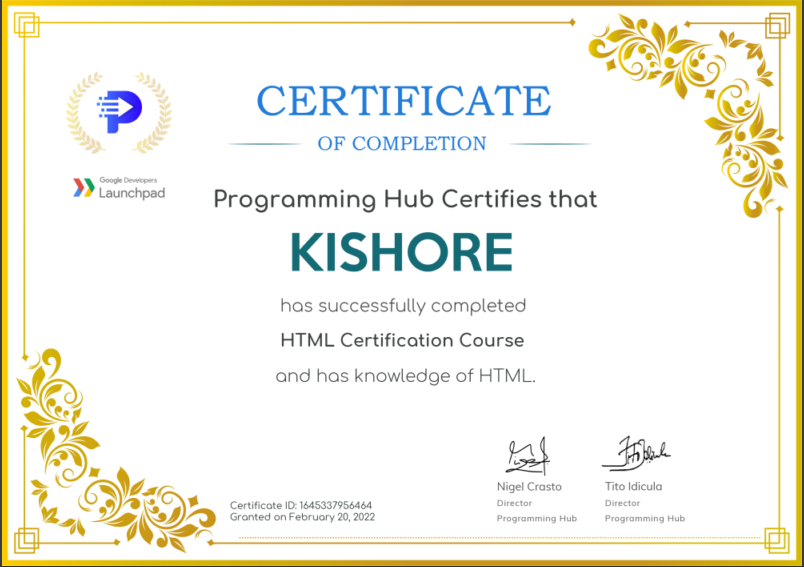 CERTIFICATE
OF COMPLETION
Google Developers
Launchpad
Programming Hub Certifies that
KISHORE
has successfully completed
HTML Certification Course
and has knowledge of HTML.
Nigel Crasto
Director
Programming Hub
Tito Idicula
Director
Programming Hub
Certificate ID: 1645337956464
Granted on February 20, 2022